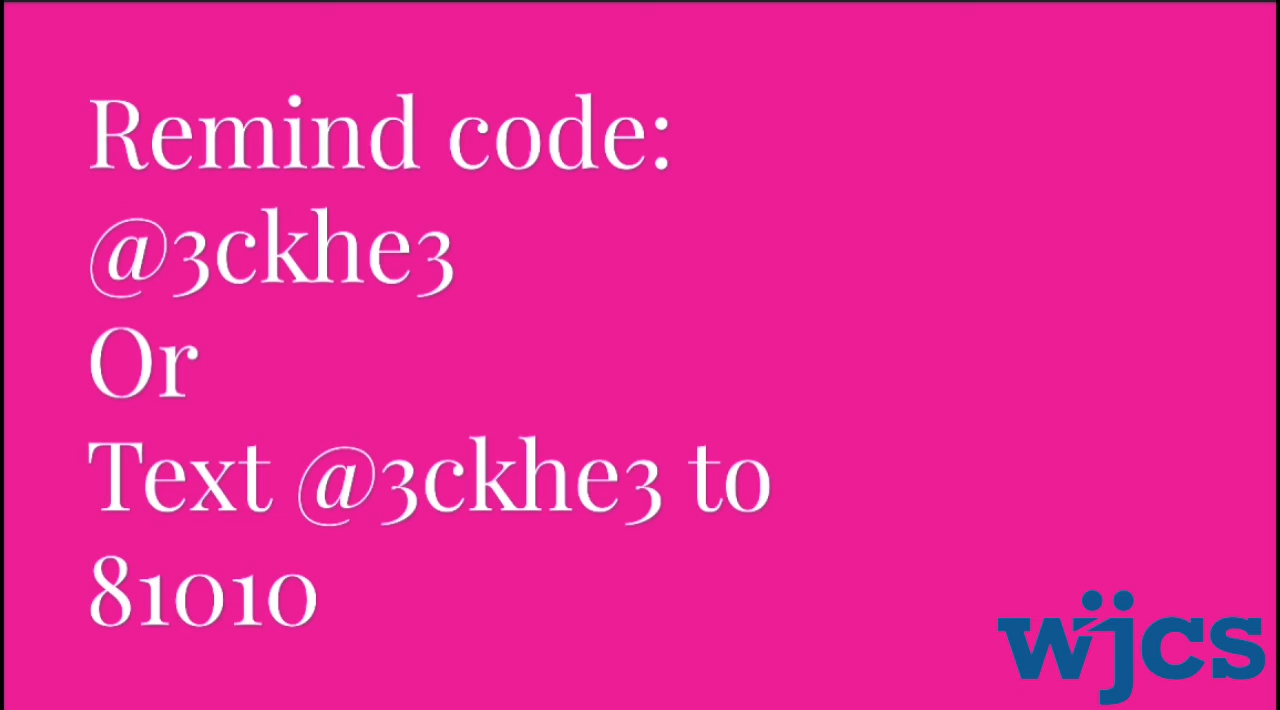 Remind code:
@3ckhe3
Or
Text @3ckhe3 to
81010
wjcs